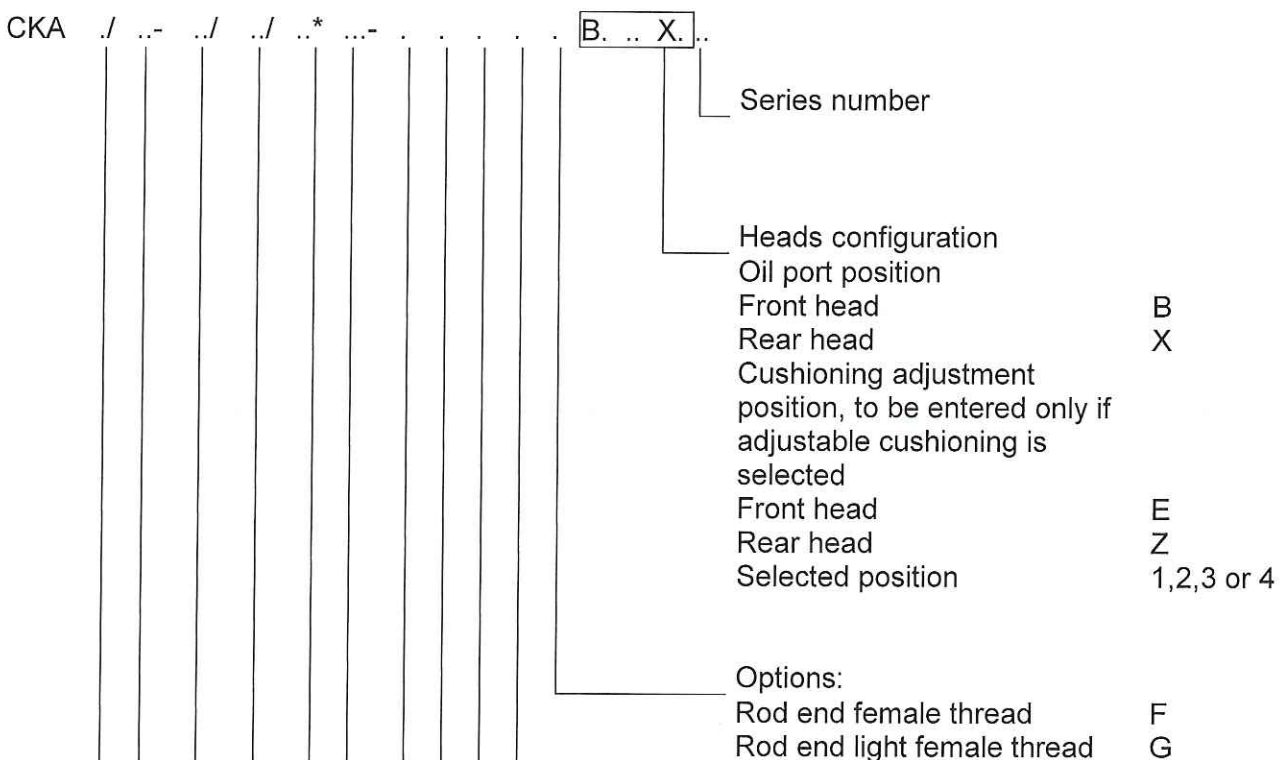 CKA ./ ..- ../ ../ ..* ...- . . . . . B. .. X. ..
Series number
Heads configuration
Oil port position
Front head B
Rear head X
Cushioning adjustment
position, to be entered only if
adjustable cushioning is
selected
Front head E
Rear head Z
Selected position 1,2,3 or 4
Options:
Rod end female thread F
Rod end light female thread G